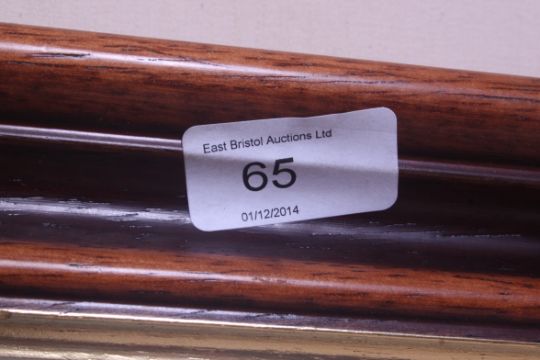 East Bristol Auctions Ltd
65
01/12/2014